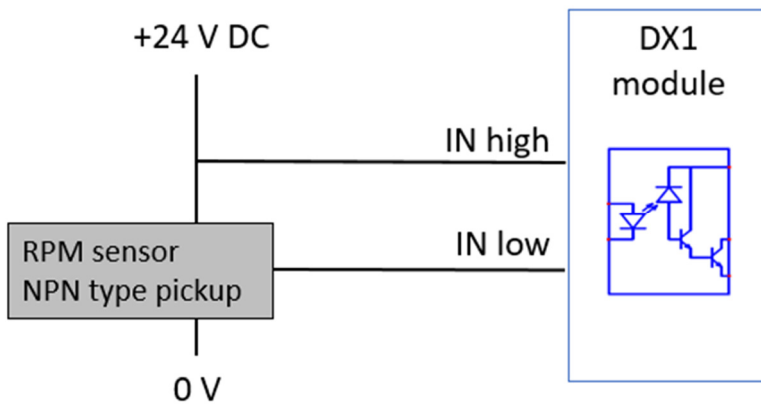 +24 V DC
DX1
module
IN high
IN low
RPM sensor
NPN type pickup
0 V